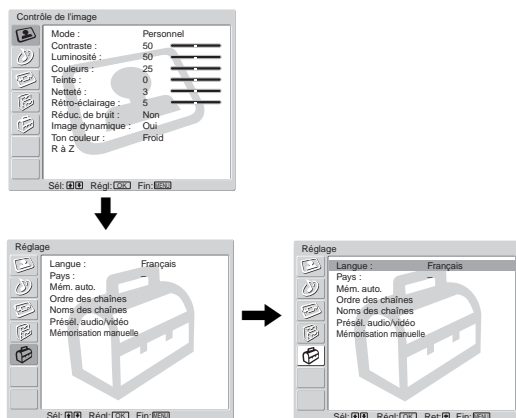 Contrôle de l'image
Mode : Personnel
Contraste : 50
Luminosité : 50
Couleurs : 25
Teinte : 0
Netteté : 3
Rétro-éclairage : 5
Réduc. de bruit : Non
Image dynamique : Oui
Ton couleur : Froid
R à Z
Sél: Régl: OK Fin: MENU
Réglage
Langue : Français
Pays : –
Mém. auto.
Ordre des chaînes
Noms des chaînes
Présél. audio/vidéo
Mémorisation manuelle
Sél: Régl: OK Fin: MENU
Réglage
Langue : Français
Pays : –
Mém. auto.
Ordre des chaînes
Noms des chaînes
Présél. audio/vidéo
Mémorisation manuelle
Sél: Régl: OK Ret: Fin: MENU